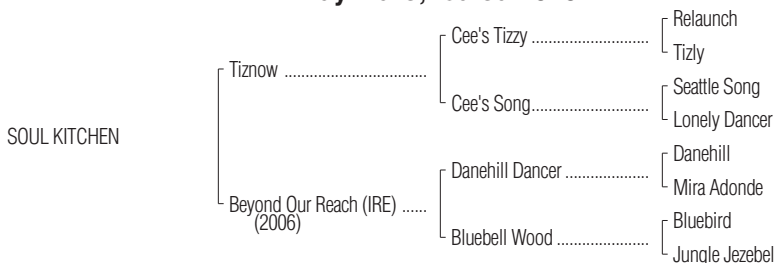 Relaunch
Cee's Tizzy ............................
Tizly
Tiznow ..................................
Seattle Song
Cee's Song............................
Lonely Dancer
SOUL KITCHEN
Danehill
Danehill Dancer ....................
Mira Adonde
Beyond Our Reach (IRE) ......
(2006)
Bluebird
Bluebell Wood ......................
Jungle Jezebel